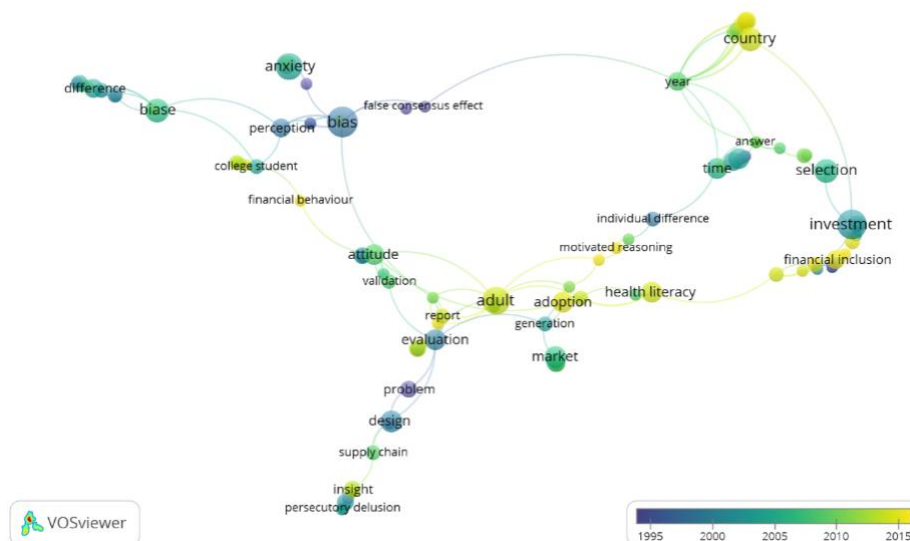 country
anxiety
year
difference
false consensus effect
biase
bias
perception
answer
college student
time
selection
financial behaviour
individual difference
investment
attitude
motivated reasoning
financial inclusion
validation
adult
adoption
health literacy
report
generation
evaluation
market
problem
design
supply chain
insight
persecutory delusion
VOSviewer
1995 2000 2005 2010 2015